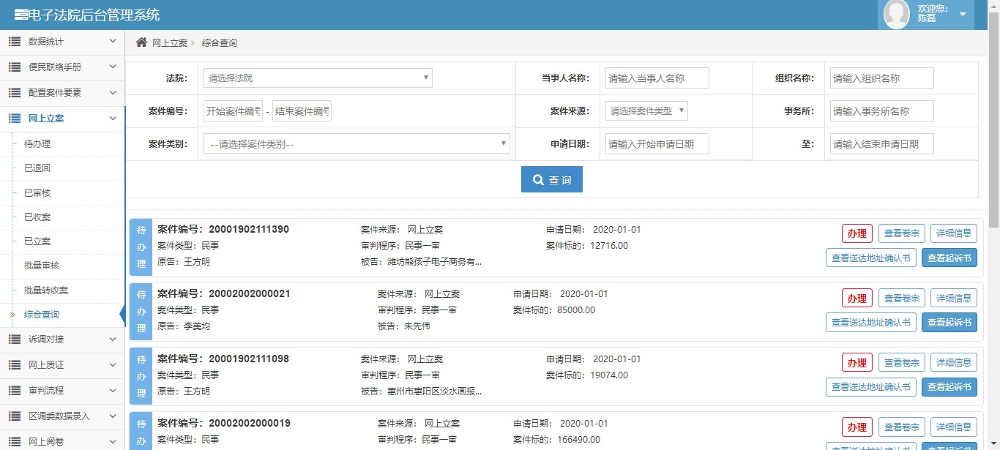 电子法院后台管理系统
欢迎您：
陈磊
数据统计
便民联络手册
配置案件要素
网上立案
待办理
已退回
已审核
已收案
已立案
批量审核
批量转收案
综合查询
诉调对接
网上质证
审判流程
区调委数据录入
网上阅卷
网上立案 > 综合查询
法院： 请选择法院 当事人名称： 请输入当事人名称 组织名称： 请输入组织名称
案件编号： 开始案件编号 - 结束案件编号 案件来源： 请选择案件类型 事务所： 请输入事务所名称
案件类别： --请选择案件类别-- 申请日期： 请输入开始申请日期 至： 请输入结束申请日期
查 询
待办理
案件编号：20001902111390 案件来源： 网上立案 申请日期： 2020-01-01 办理 查看卷宗 详细信息
案件类型：民事 审判程序：民事一审 案件标的：12716.00
原告：王方明 被告：潍坊能孩子电子商务有... 查看送达地址确认书 查看起诉书
待办理
案件编号：20002002000021 案件来源： 网上立案 申请日期： 2020-01-01 办理 查看卷宗 详细信息
案件类型：民事 审判程序：民事一审 案件标的：85000.00
原告：李美均 被告：朱先伟 查看送达地址确认书 查看起诉书
待办理
案件编号：20001902111098 案件来源： 网上立案 申请日期： 2020-01-01 办理 查看卷宗 详细信息
案件类型：民事 审判程序：民事一审 案件标的：19074.00
原告：王方明 被告：惠州市惠阳区淡水画报... 查看送达地址确认书 查看起诉书
待办
案件编号：20002002000019 案件来源： 网上立案 申请日期： 2020-01-01 办理 查看卷宗 详细信息
案件类型：民事 审判程序：民事一审 案件标的：166490.00
查看送达地址确认书 查看起诉书